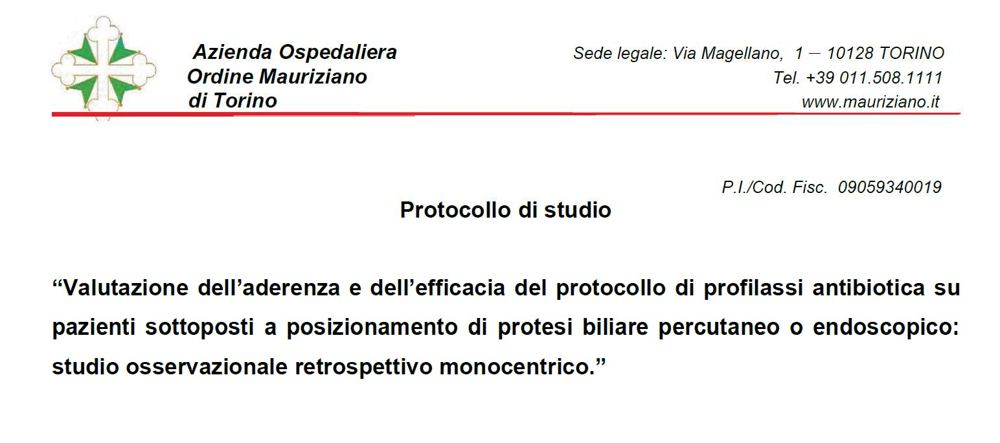 Azienda Ospedaliera
Ordine Mauriziano
di Torino
Sede legale: Via Magellano, 1 – 10128 TORINO
Tel. +39 011.508.1111
www.mauriziano.it
P.I./Cod. Fisc. 09059340019
Protocollo di studio
“Valutazione dell’aderenza e dell’efficacia del protocollo di profilassi antibiotica su
pazienti sottoposti a posizionamento di protesi biliare percutaneo o endoscopico:
studio osservazionale retrospettivo monocentrico.”